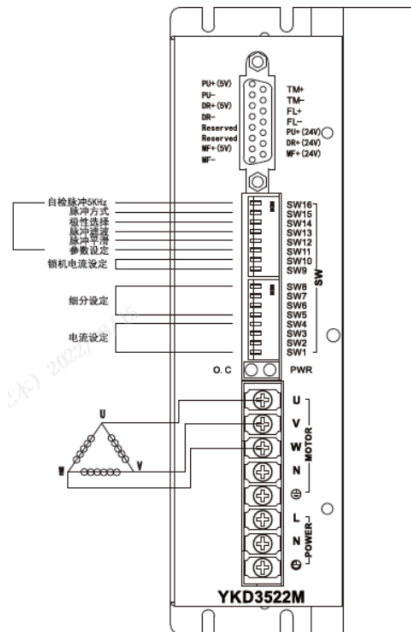 PU+(5V)
PU-
DR+(5V)
DR-
Reserved
Reserved
MF+(5V)
MF-
TM+
TM-
FL+
FL-
PU+(24V)
DR+(24V)
MF+(24V)
自检脉冲5KHz
脉冲方式
极性选择
脉冲滤波
脉冲平滑
参数设定
锁机电流设定
细分设定
电流设定
SW16
SW15
SW14
SW13
SW12
SW11
SW10
SW9
SW8
SW7
SW6
SW5
SW4
SW3
SW2
SW1
SW
O.C
PWR
U
V
W
N
L
N
MOTOR
POWER
U
W
V
YKD3522M